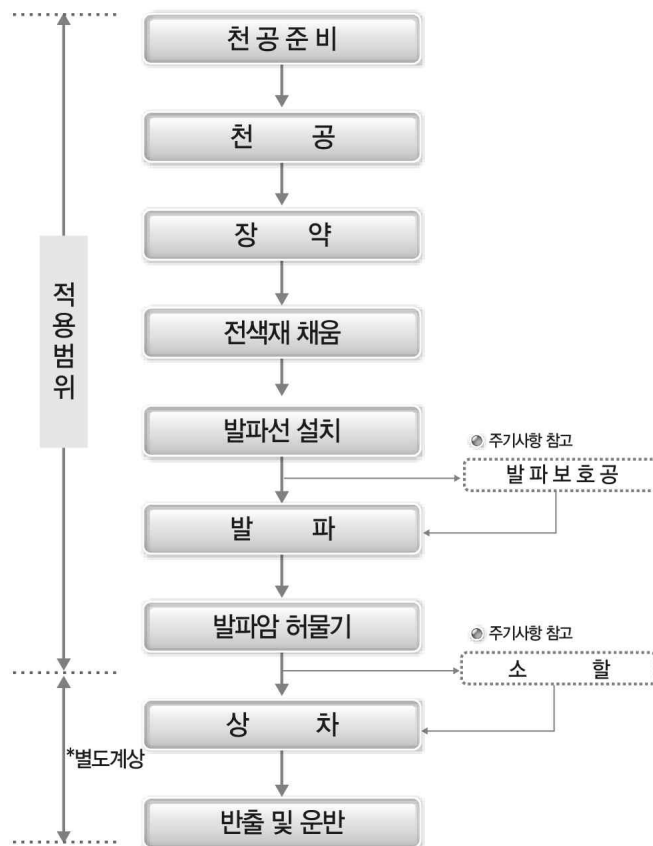 천공준비
천 공
장 약
적용범위
전색재 채움
발파선 설치
주기사항 참고
발파보호공
발 파
발파암 허물기
주기사항 참고
소 할
상 차
*별도계상
반출 및 운반